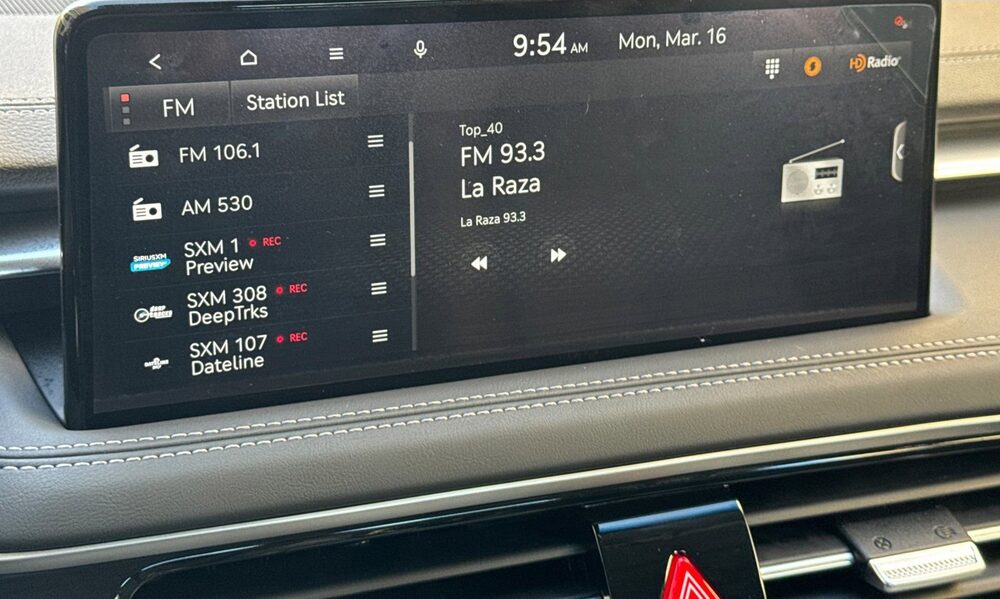 9:54 AM Mon, Mar. 16
HD Radio
FM Station List
FM 106.1
AM 530
SIRIUSXM
PREVIEW
SXM 1 REC
Preview
SXM 308 REC
DeepTrks
SXM 107 REC
Dateline
Top_40
FM 93.3
La Raza
La Raza 93.3